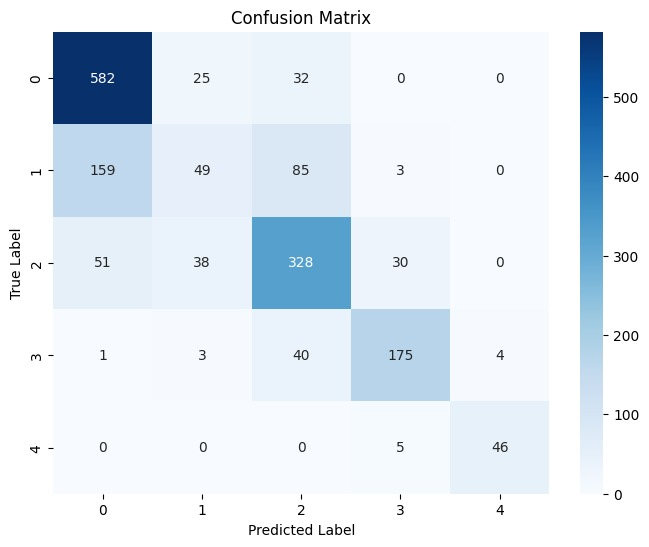 Confusion Matrix
True Label
0 582 25 32 0 0
1 159 49 85 3 0
2 51 38 328 30 0
3 1 3 40 175 4
4 0 0 0 5 46
0 1 2 3 4
Predicted Label
500
400
300
200
100
0